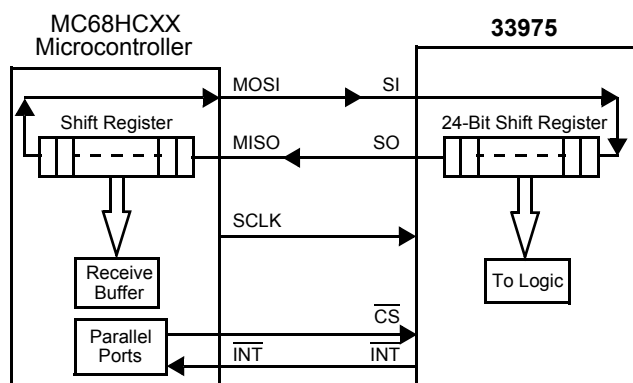 MC68HCXX
Microcontroller
33975
MOSI
SI
Shift Register
24-Bit Shift Register
MISO
SO
SCLK
Receive
Buffer
To Logic
CS
Parallel
Ports
INT
INT